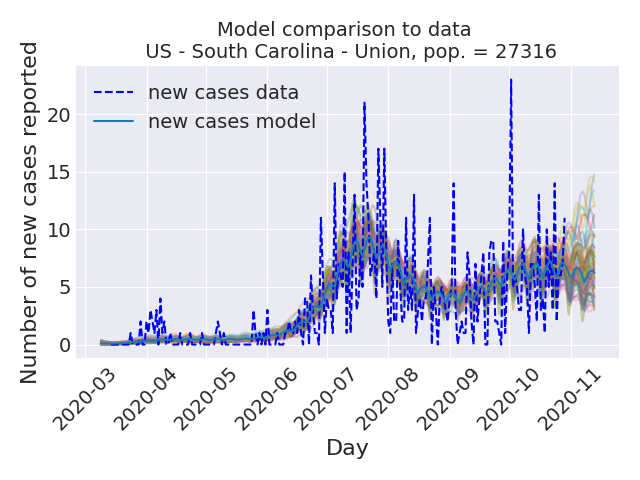 Model comparison to data
US - South Carolina - Union, pop. = 27316
Number of new cases reported
new cases data
new cases model
20
15
10
5
0
2020-03
2020-04
2020-05
2020-06
2020-07
2020-08
2020-09
2020-10
2020-11
Day